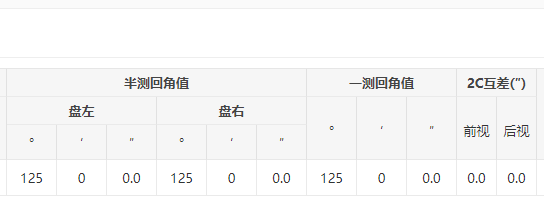 半测回角值 一测回角值 2C互差(″)
盘左 盘右
° ′ ″ ° ′ ″ ° ′ ″ 前视 后视
125 0 0.0 125 0 0.0 125 0 0.0 0.0 0.0